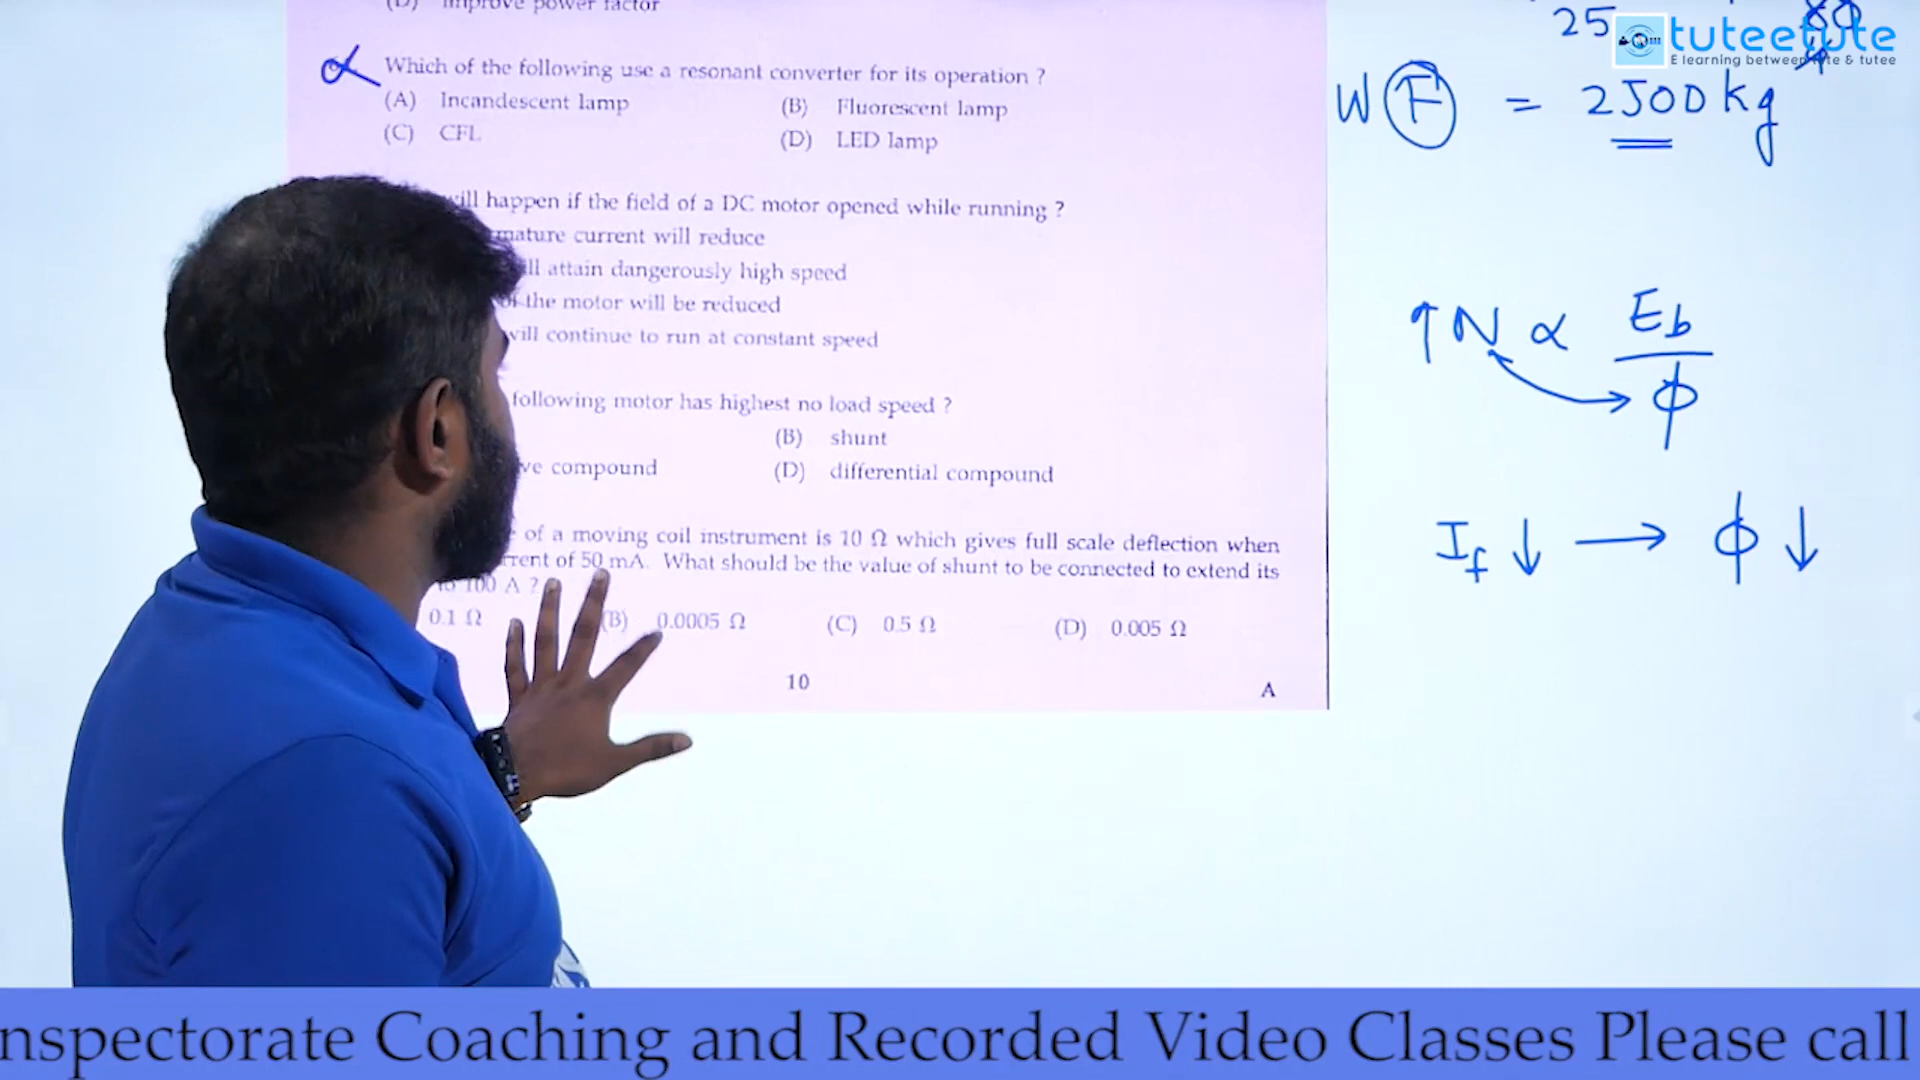 (D) Improve power factor
Which of the following use a resonant converter for its operation ?
(A) Incandescent lamp (B) Fluorescent lamp
(C) CFL (D) LED lamp
will happen if the field of a DC motor opened while running ?
mature current will reduce
ill attain dangerously high speed
of the motor will be reduced
will continue to run at constant speed
following motor has highest no load speed ?
(B) shunt
ve compound (D) differential compound
of a moving coil instrument is 10 Ω which gives full scale deflection when
rrent of 50 mA. What should be the value of shunt to be connected to extend its
to 100 A ?
0.1 Ω (B) 0.0005 Ω (C) 0.5 Ω (D) 0.005 Ω
10
A
25
tuteetute
E learning between tute & tutee
W F = 2500 kg
↑ N ∝ Eb
ϕ
If ↓ → ϕ ↓
nspectorate Coaching and Recorded Video Classes Please call